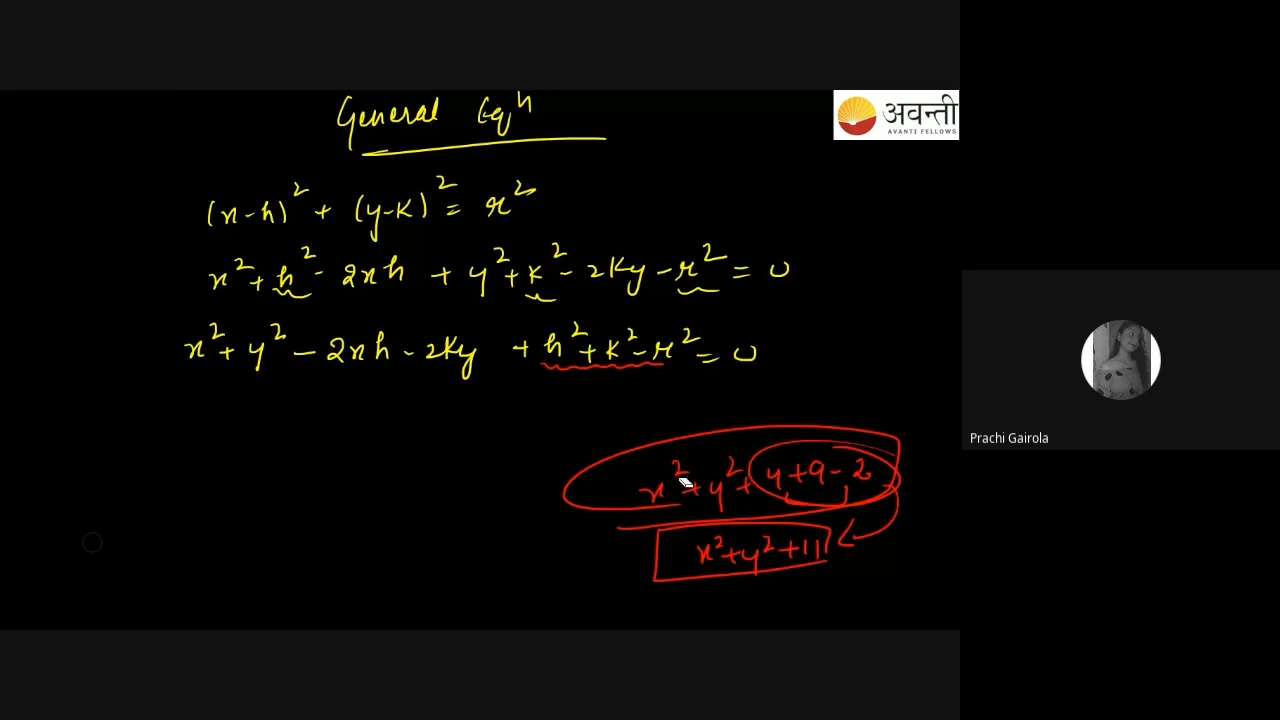 General Eqⁿ
अवन्ती
AVANTI FELLOWS
(x-h)² + (y-k)² = r²
x² + h² - 2xh + y² + k² - 2ky - r² = 0
x² + y² - 2xh - 2ky + h² + k² - r² = 0
Prachi Gairola
x² + y² + 4 + 9 - 2
x² + y² + 11